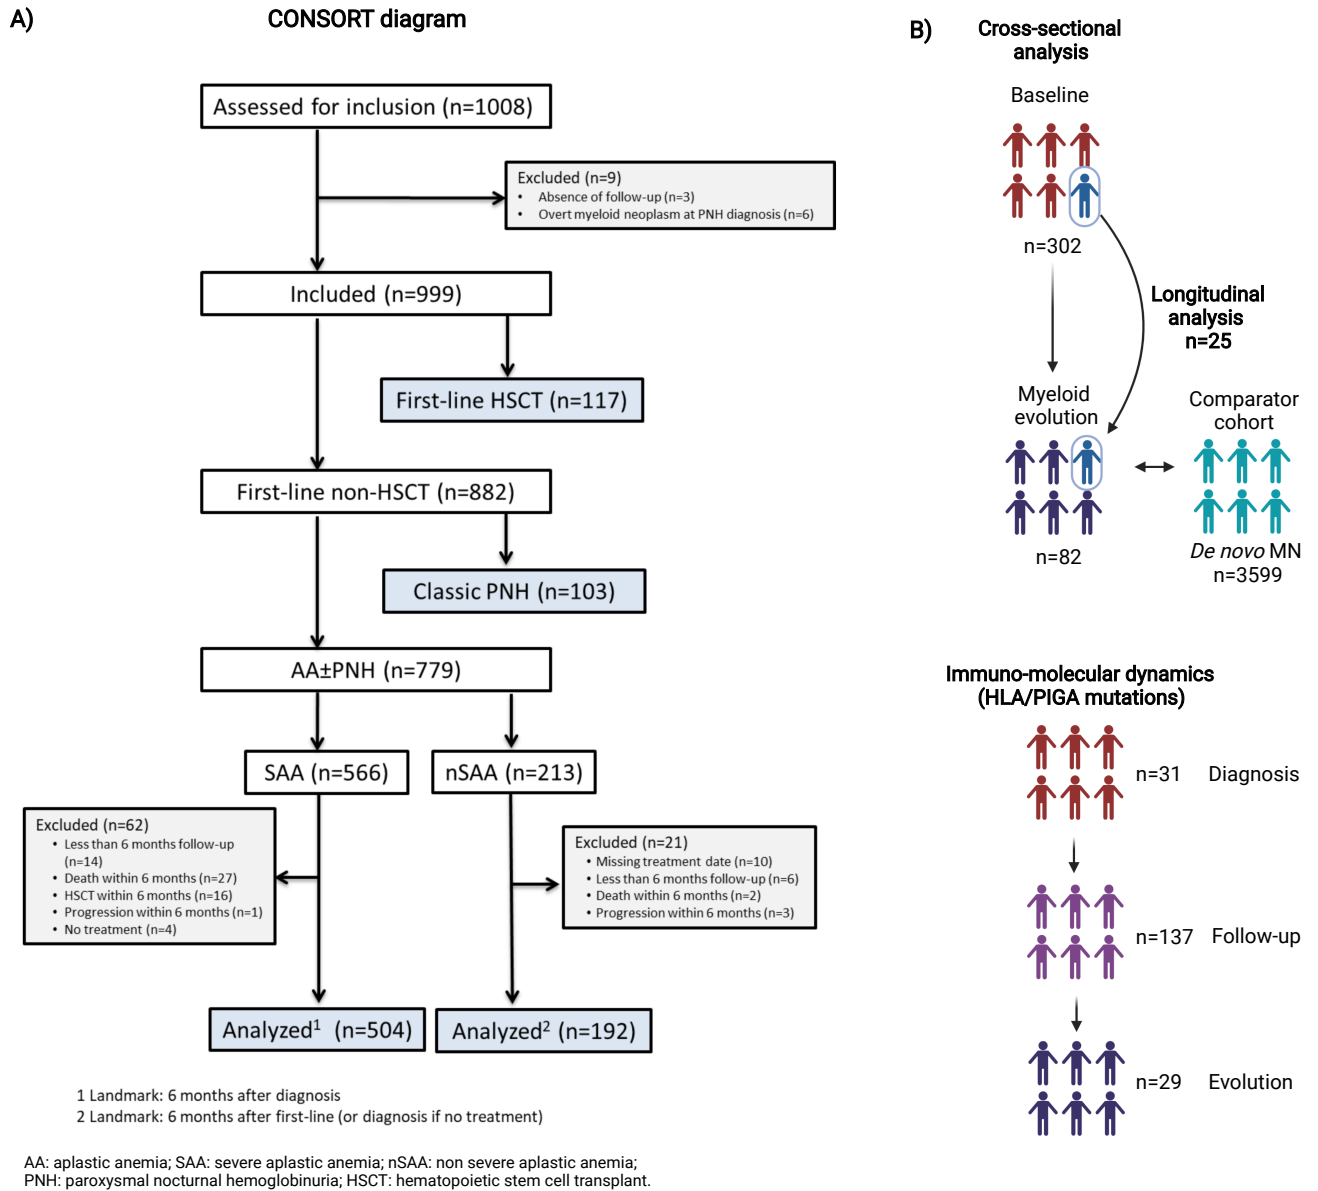 A)
CONSORT diagram
Assessed for inclusion (n=1008)
Excluded (n=9)
• Absence of follow-up (n=3)
• Overt myeloid neoplasm at PNH diagnosis (n=6)
Included (n=999)
First-line HSCT (n=117)
First-line non-HSCT (n=882)
Classic PNH (n=103)
AA±PNH (n=779)
SAA (n=566)
nSAA (n=213)
Excluded (n=62)
• Less than 6 months follow-up
(n=14)
• Death within 6 months (n=27)
• HSCT within 6 months (n=16)
• Progression within 6 months (n=1)
• No treatment (n=4)
Excluded (n=21)
• Missing treatment date (n=10)
• Less than 6 months follow-up (n=6)
• Death within 6 months (n=2)
• Progression within 6 months (n=3)
Analyzed¹ (n=504)
Analyzed² (n=192)
1 Landmark: 6 months after diagnosis
2 Landmark: 6 months after first-line (or diagnosis if no treatment)
AA: aplastic anemia; SAA: severe aplastic anemia; nSAA: non severe aplastic anemia;
PNH: paroxysmal nocturnal hemoglobinuria; HSCT: hematopoietic stem cell transplant.
B)
Cross-sectional
analysis
Baseline
n=302
Longitudinal
analysis
n=25
Myeloid
evolution
n=82
Comparator
cohort
De novo MN
n=3599
Immuno-molecular dynamics
(HLA/PIGA mutations)
n=31 Diagnosis
n=137 Follow-up
n=29 Evolution